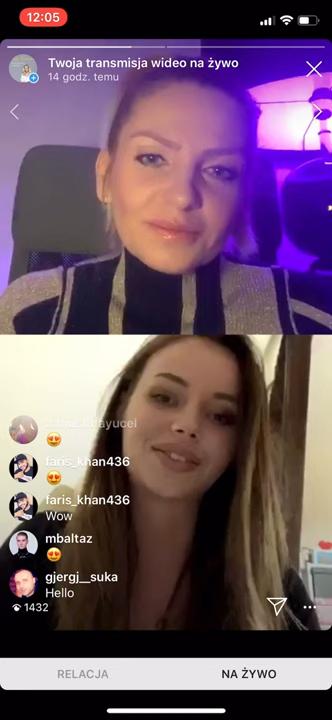 12:05
Twoja transmisja wideo na żywo
14 godz. temu
faris_khan436
faris_khan436
Wow
mbaltaz
gjergj__suka
Hello
1432
RELACJA
NA ŻYWO